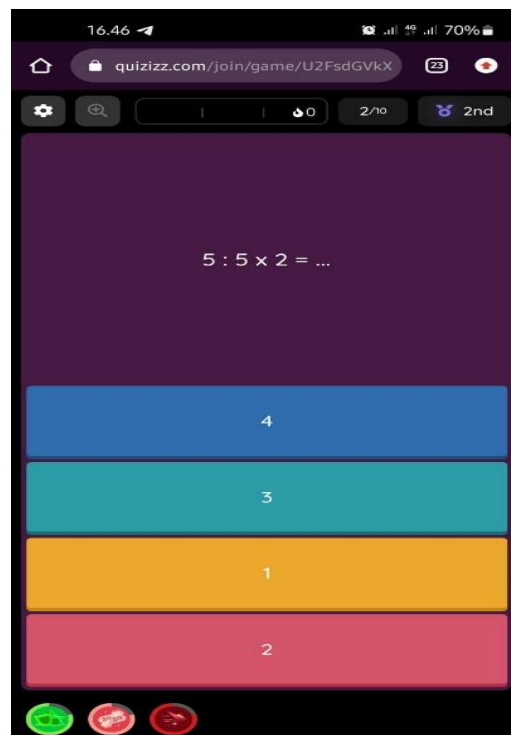 16.46 4G 70%
quizizz.com/join/game/U2FsdGVkX 23
0 2/10 2nd
5 : 5 x 2 = ...
4
3
1
2